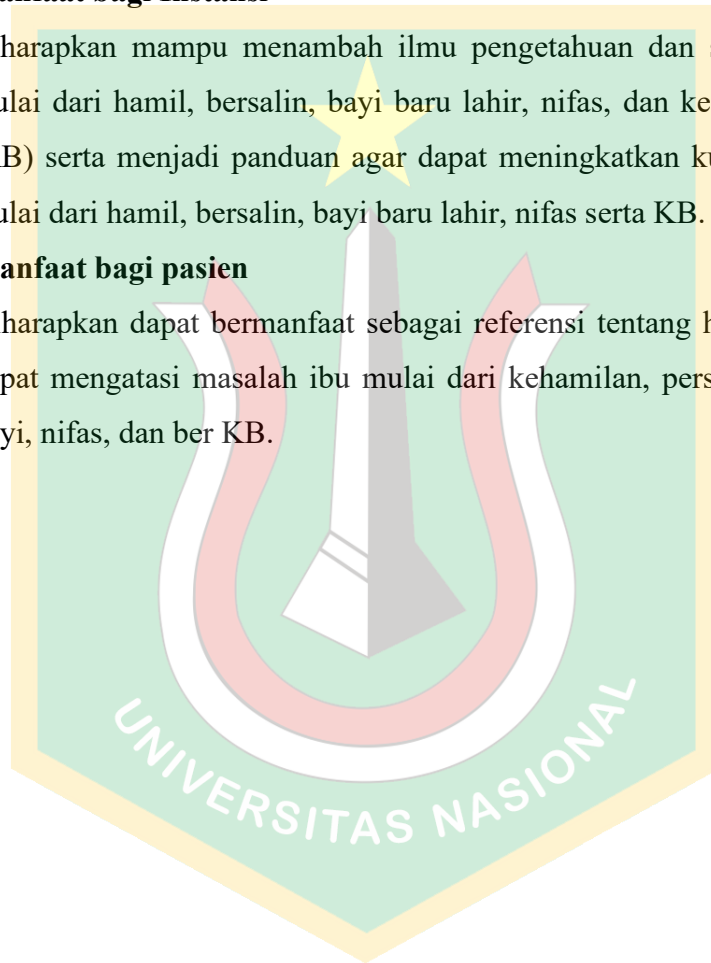 anfaat bagi Instansi
harapkan mampu menambah ilmu pengetahuan dan s
ulai dari hamil, bersalin, bayi baru lahir, nifas, dan ke
B) serta menjadi panduan agar dapat meningkatkan ku
ulai dari hamil, bersalin, bayi baru lahir, nifas serta KB.
anfaat bagi pasien
harapkan dapat bermanfaat sebagai referensi tentang h
pat mengatasi masalah ibu mulai dari kehamilan, pers
yi, nifas, dan ber KB.
UNIVERSITAS NASIONAL